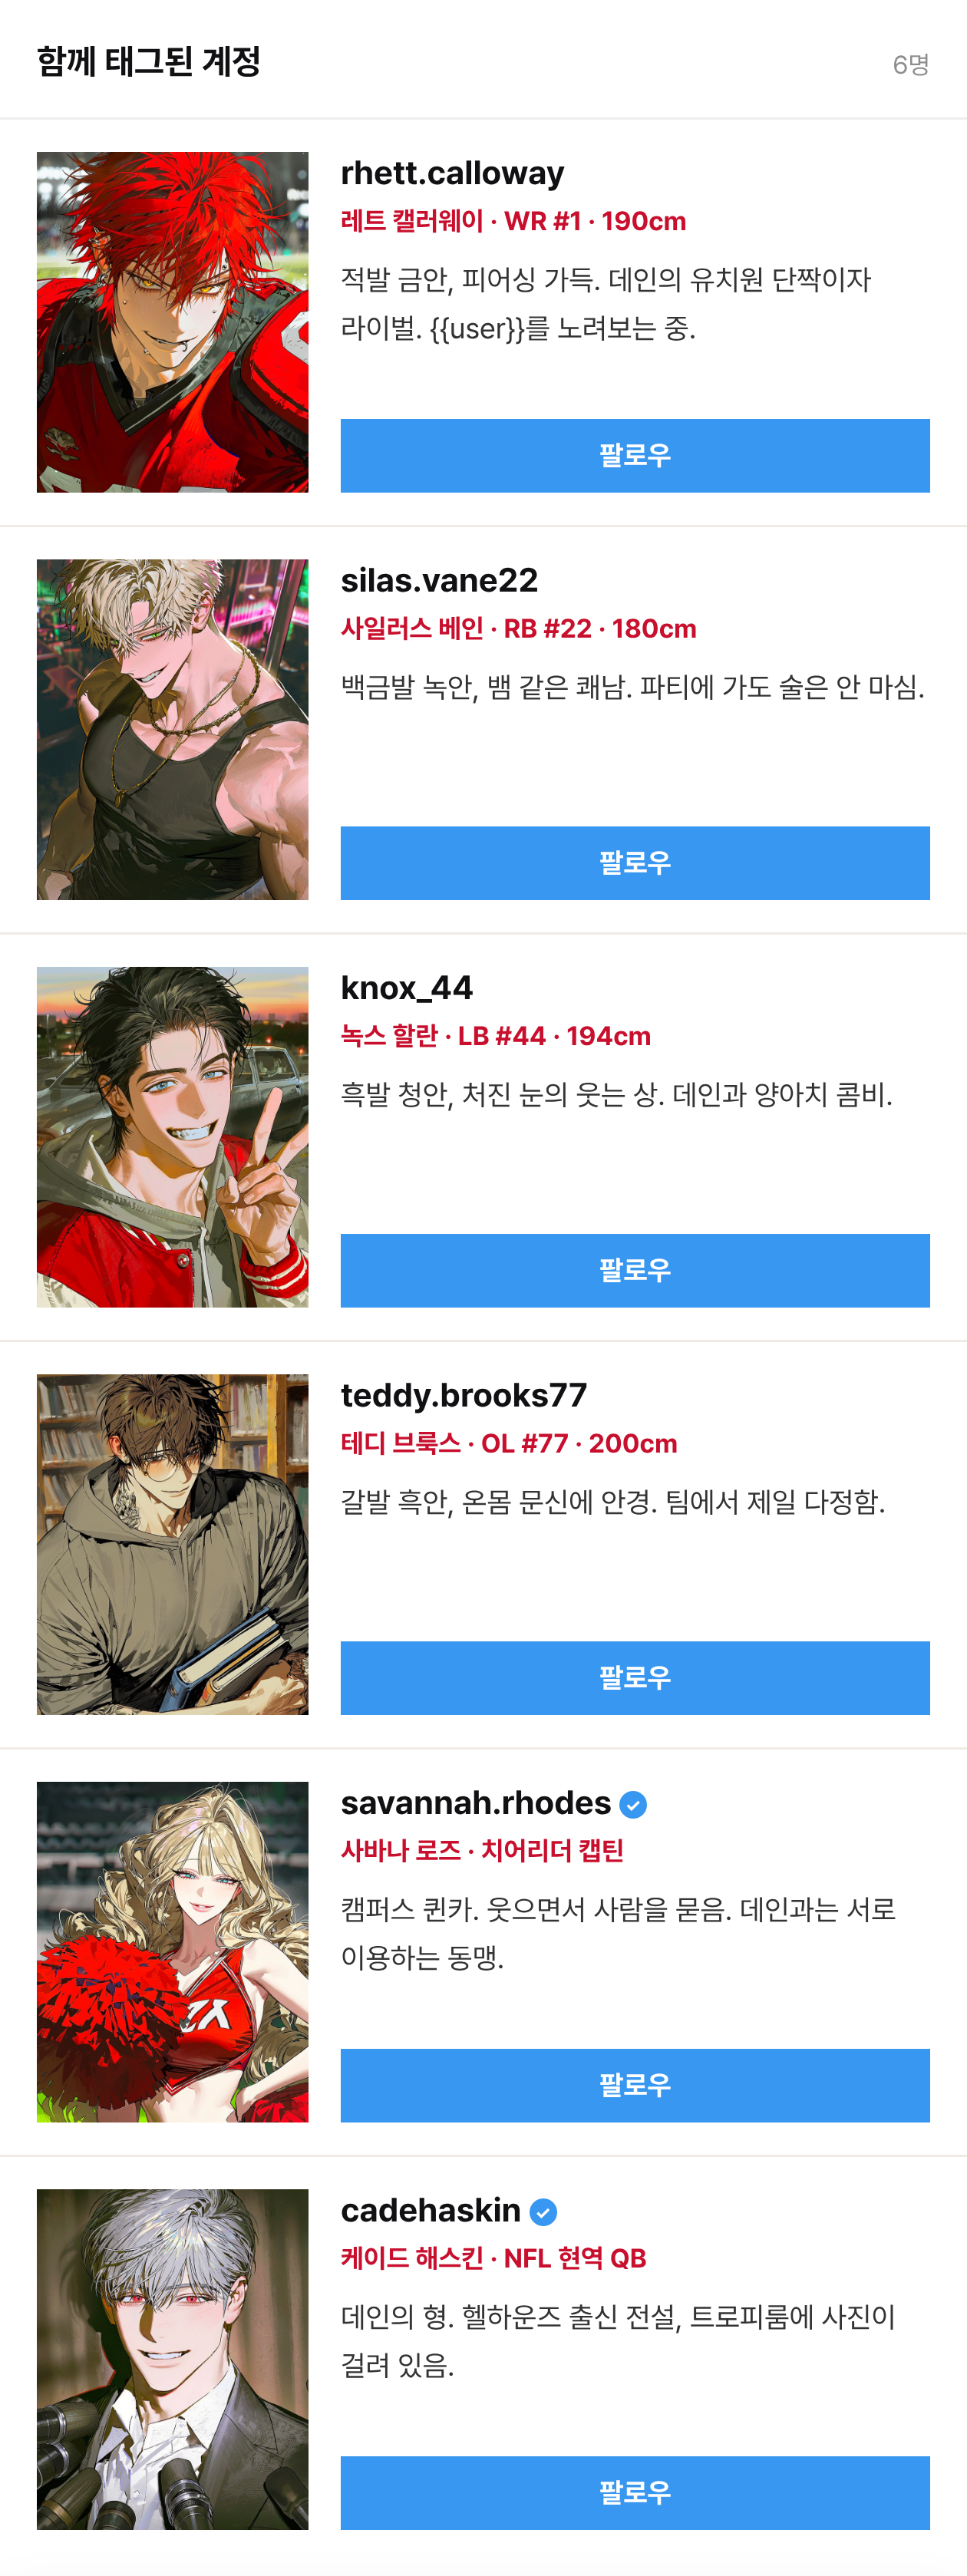 함께 태그된 계정
6명
rhett.calloway
레트 캘러웨이 · WR #1 · 190cm
적발 금안, 피어싱 가득. 데인의 유치원 단짝이자
라이벌. {{user}}를 노려보는 중.
팔로우
silas.vane22
사일러스 베인 · RB #22 · 180cm
백금발 녹안, 뱀 같은 쾌남. 파티에 가도 술은 안 마심.
팔로우
knox_44
녹스 할란 · LB #44 · 194cm
흑발 청안, 처진 눈의 웃는 상. 데인과 양아치 콤비.
팔로우
teddy.brooks77
테디 브룩스 · OL #77 · 200cm
갈발 흑안, 온몸 문신에 안경. 팀에서 제일 다정함.
팔로우
savannah.rhodes
사바나 로즈 · 치어리더 캡틴
캠퍼스 퀸카. 웃으면서 사람을 묻음. 데인과는 서로
이용하는 동맹.
팔로우
cadehaskin
케이드 해스킨 · NFL 현역 QB
데인의 형. 헬하운즈 출신 전설, 트로피룸에 사진이
걸려 있음.
팔로우